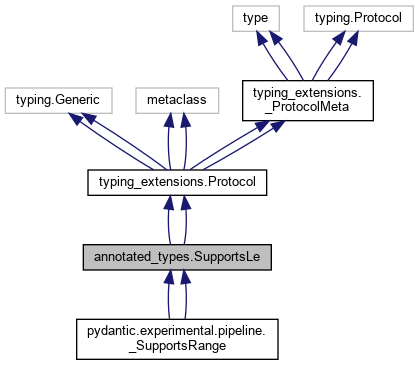 type
typing.Protocol
typing_extensions.
_ProtocolMeta
typing.Generic
metaclass
typing_extensions.Protocol
annotated_types.SupportsLe
pydantic.experimental.pipeline.
_SupportsRange